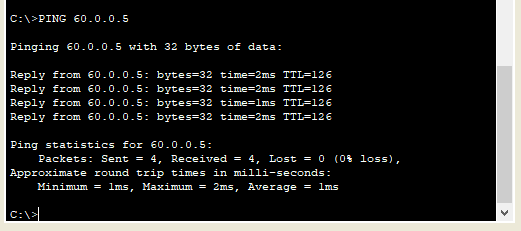 C:\>PING 60.0.0.5
Pinging 60.0.0.5 with 32 bytes of data:
Reply from 60.0.0.5: bytes=32 time=2ms TTL=126
Reply from 60.0.0.5: bytes=32 time=2ms TTL=126
Reply from 60.0.0.5: bytes=32 time=1ms TTL=126
Reply from 60.0.0.5: bytes=32 time=2ms TTL=126
Ping statistics for 60.0.0.5:
    Packets: Sent = 4, Received = 4, Lost = 0 (0% loss),
Approximate round trip times in milli-seconds:
    Minimum = 1ms, Maximum = 2ms, Average = 1ms
C:\>